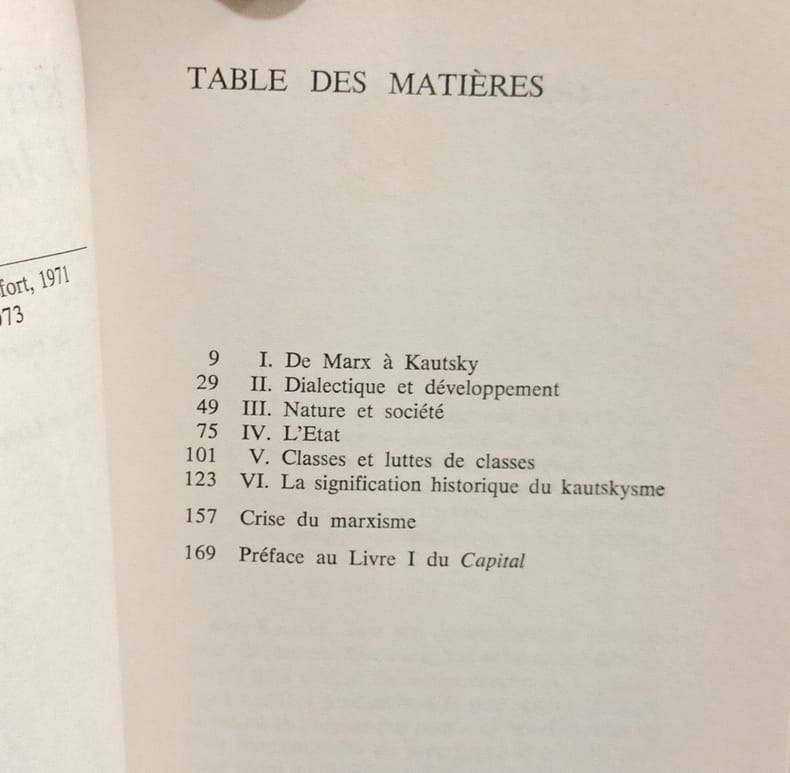 fort, 1971
973
TABLE DES MATIÈRES
9 I. De Marx à Kautsky
29 II. Dialectique et développement
49 III. Nature et société
75 IV. L'Etat
101 V. Classes et luttes de classes
123 VI. La signification historique du kautskysme
157 Crise du marxisme
169 Préface au Livre I du Capital